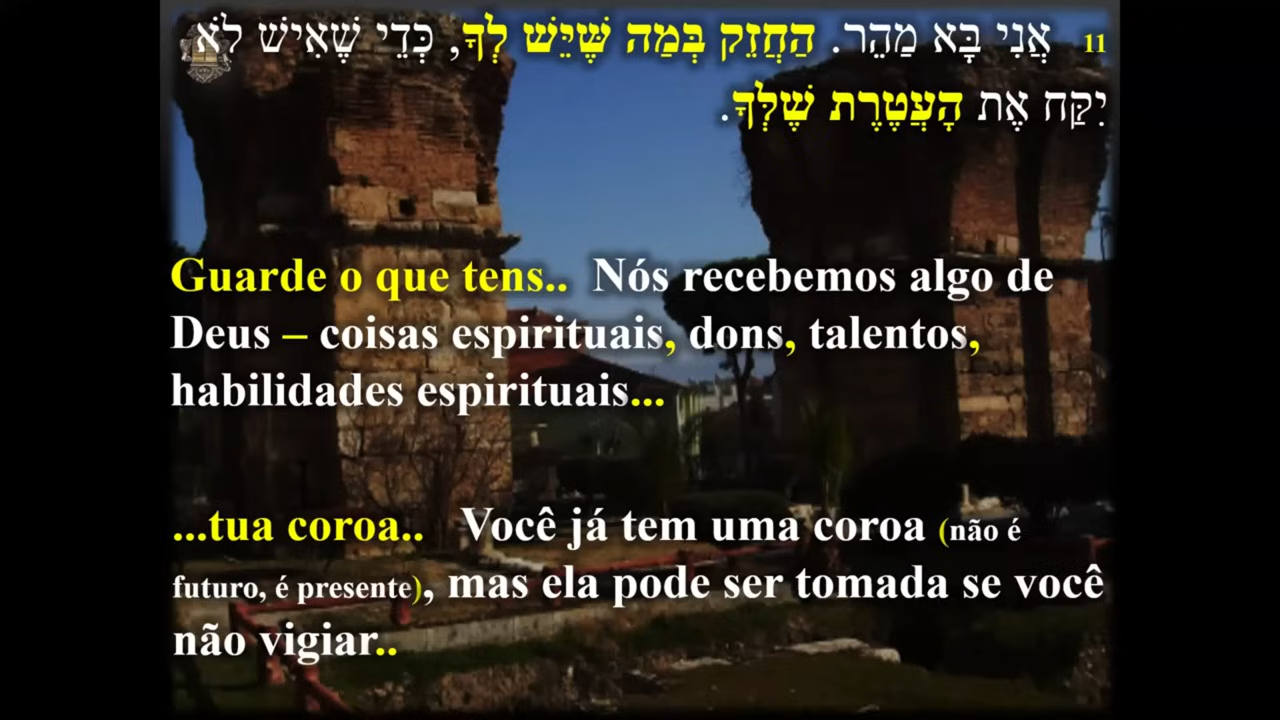 11 אֲנִי בָּא מַהֵר. הַחֲזֵק בְּמַה שֶּׁיֵּשׁ לְךָ, כְּדֵי שֶׁאִישׁ לֹא
יִקַּח אֶת הָעֲטֶרֶת שֶׁלְּךָ.
Guarde o que tens.. Nós recebemos algo de
Deus – coisas espirituais, dons, talentos,
habilidades espirituais...
...tua coroa.. Você já tem uma coroa (não é
futuro, é presente), mas ela pode ser tomada se você
não vigiar..